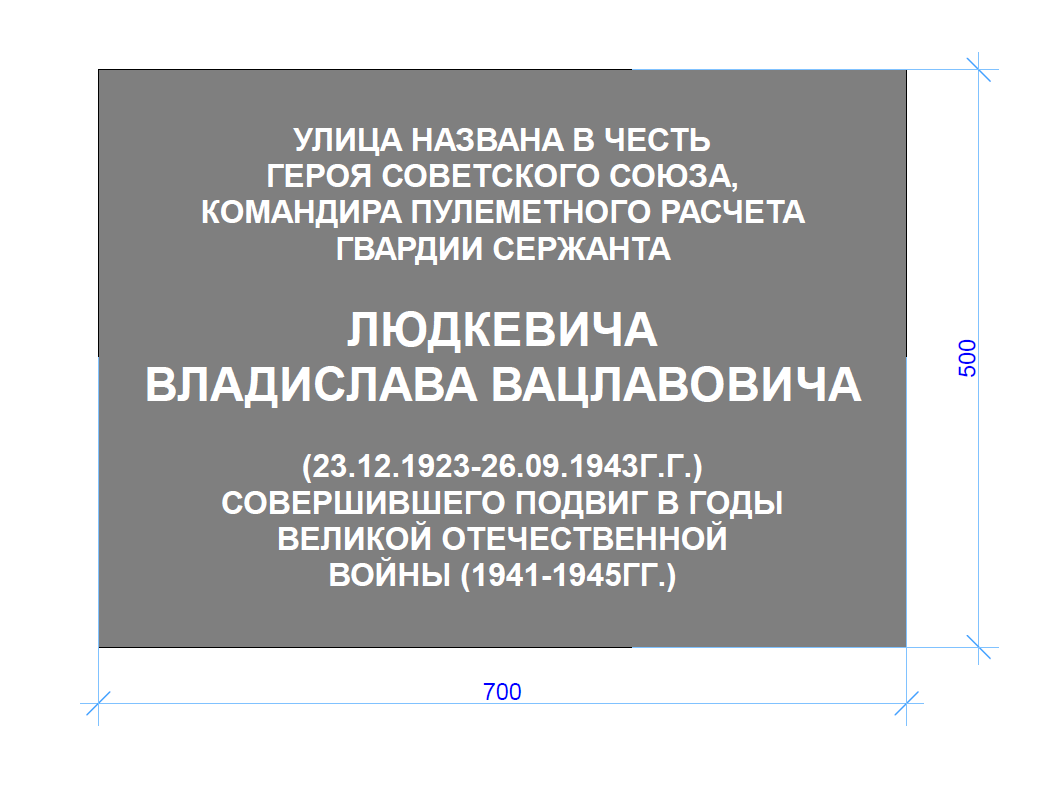 УЛИЦА НАЗВАНА В ЧЕСТЬ
ГЕРОЯ СОВЕТСКОГО СОЮЗА,
КОМАНДИРА ПУЛЕМЕТНОГО РАСЧЕТА
ГВАРДИИ СЕРЖАНТА
ЛЮДКЕВИЧА
ВЛАДИСЛАВА ВАЦЛАВОВИЧА
(23.12.1923-26.09.1943Г.Г.)
СОВЕРШИВШЕГО ПОДВИГ В ГОДЫ
ВЕЛИКОЙ ОТЕЧЕСТВЕННОЙ
ВОЙНЫ (1941-1945ГГ.)
500
700